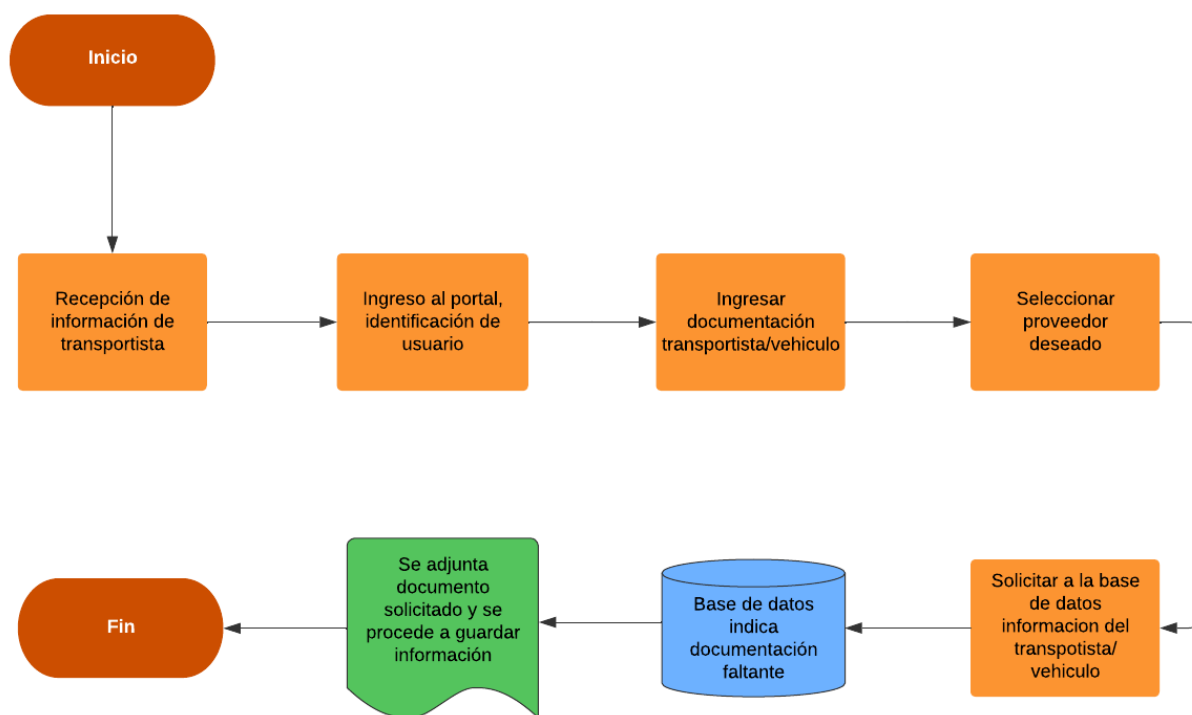 Inicio
Recepción de
información de
transportista
Ingreso al portal,
identificación de
usuario
Ingresar
documentación
transportista/vehiculo
Seleccionar
proveedor
deseado
Solicitar a la base
de datos
informacion del
transpotista/
vehiculo
Base de datos
indica
documentación
faltante
Se adjunta
documento
solicitado y se
procede a guardar
información
Fin